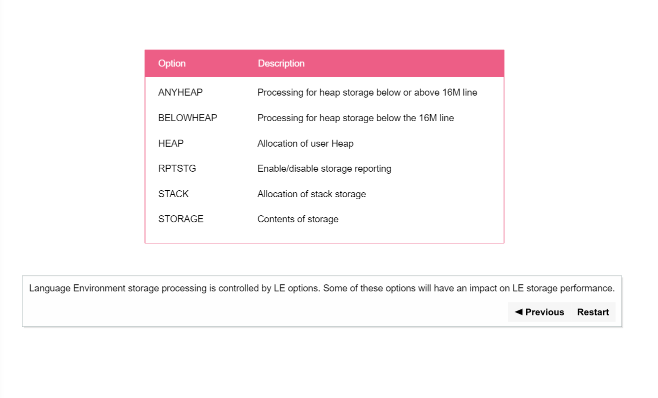 Option Description
ANYHEAP Processing for heap storage below or above 16M line
BELOWHEAP Processing for heap storage below the 16M line
HEAP Allocation of user Heap
RPTSTG Enable/disable storage reporting
STACK Allocation of stack storage
STORAGE Contents of storage
Language Environment storage processing is controlled by LE options. Some of these options will have an impact on LE storage performance.
◄ Previous Restart